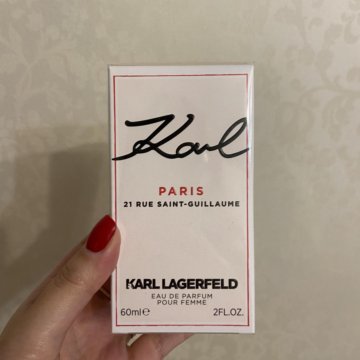 Karl
PARIS
21 RUE SAINT-GUILLAUME
KARL LAGERFELD
EAU DE PARFUM
POUR FEMME
60ml℮ 2FL.OZ.